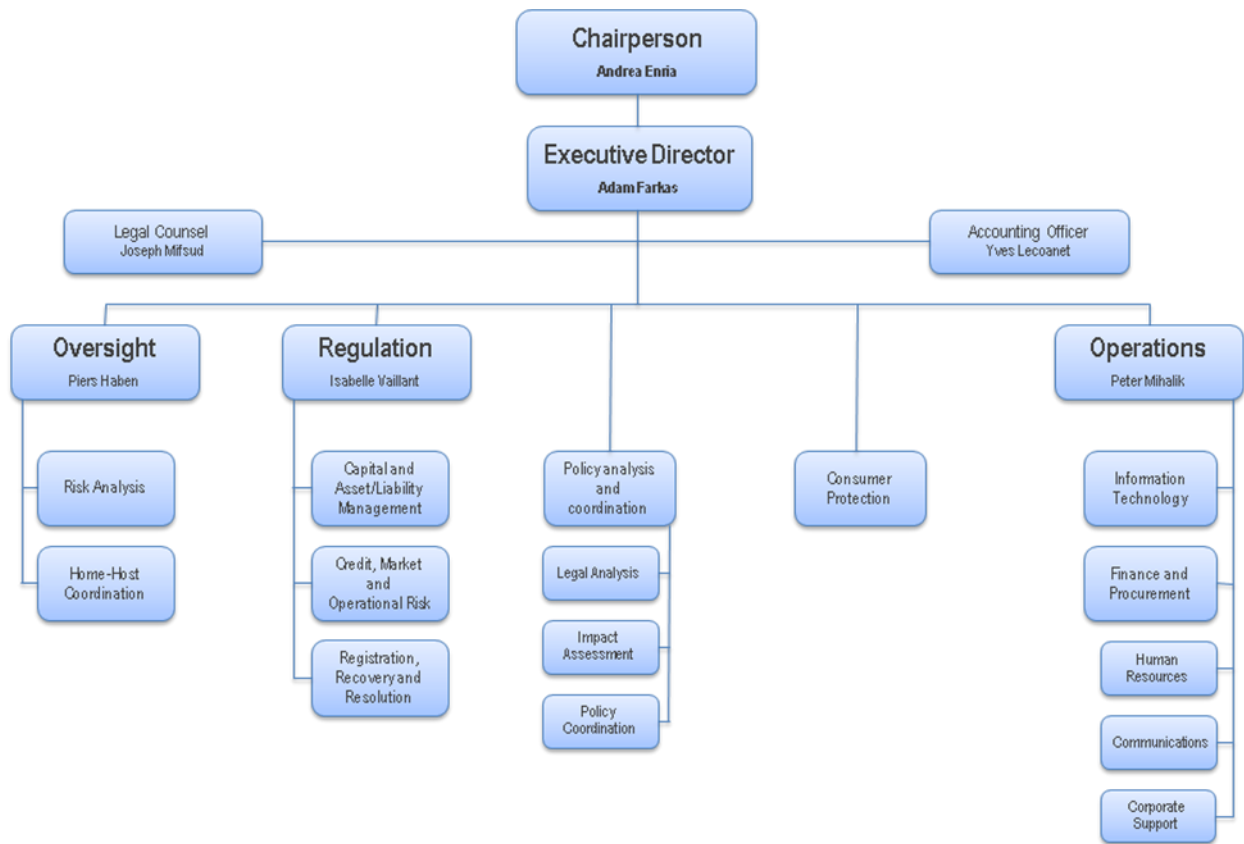 Chairperson
Andrea Enria
Executive Director
Adam Farkas
Legal Counsel
Joseph Mifsud
Accounting Officer
Yves Lecoanet
Oversight
Piers Haben
Regulation
Isabelle Vaillant
Operations
Peter Mihalik
Risk Analysis
Home-Host
Coordination
Capital and
Asset/Liability
Management
Credit, Market
and
Operational Risk
Registration,
Recovery and
Resolution
Policy analysis
and
coordination
Legal Analysis
Impact
Assessment
Policy
Coordination
Consumer
Protection
Information
Technology
Finance and
Procurement
Human
Resources
Communications
Corporate
Support